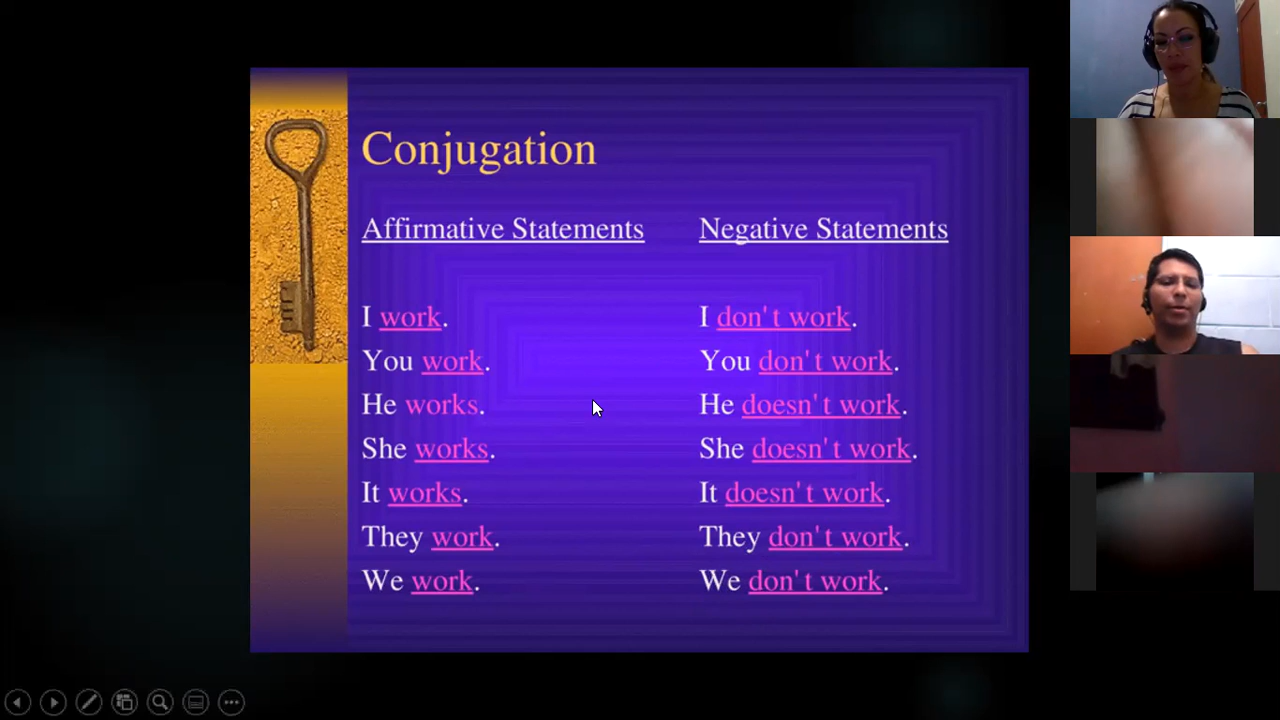 Conjugation
Affirmative Statements
I work.
You work.
He works.
She works.
It works.
They work.
We work.
Negative Statements
I don't work.
You don't work.
He doesn't work.
She doesn't work.
It doesn't work.
They don't work.
We don't work.